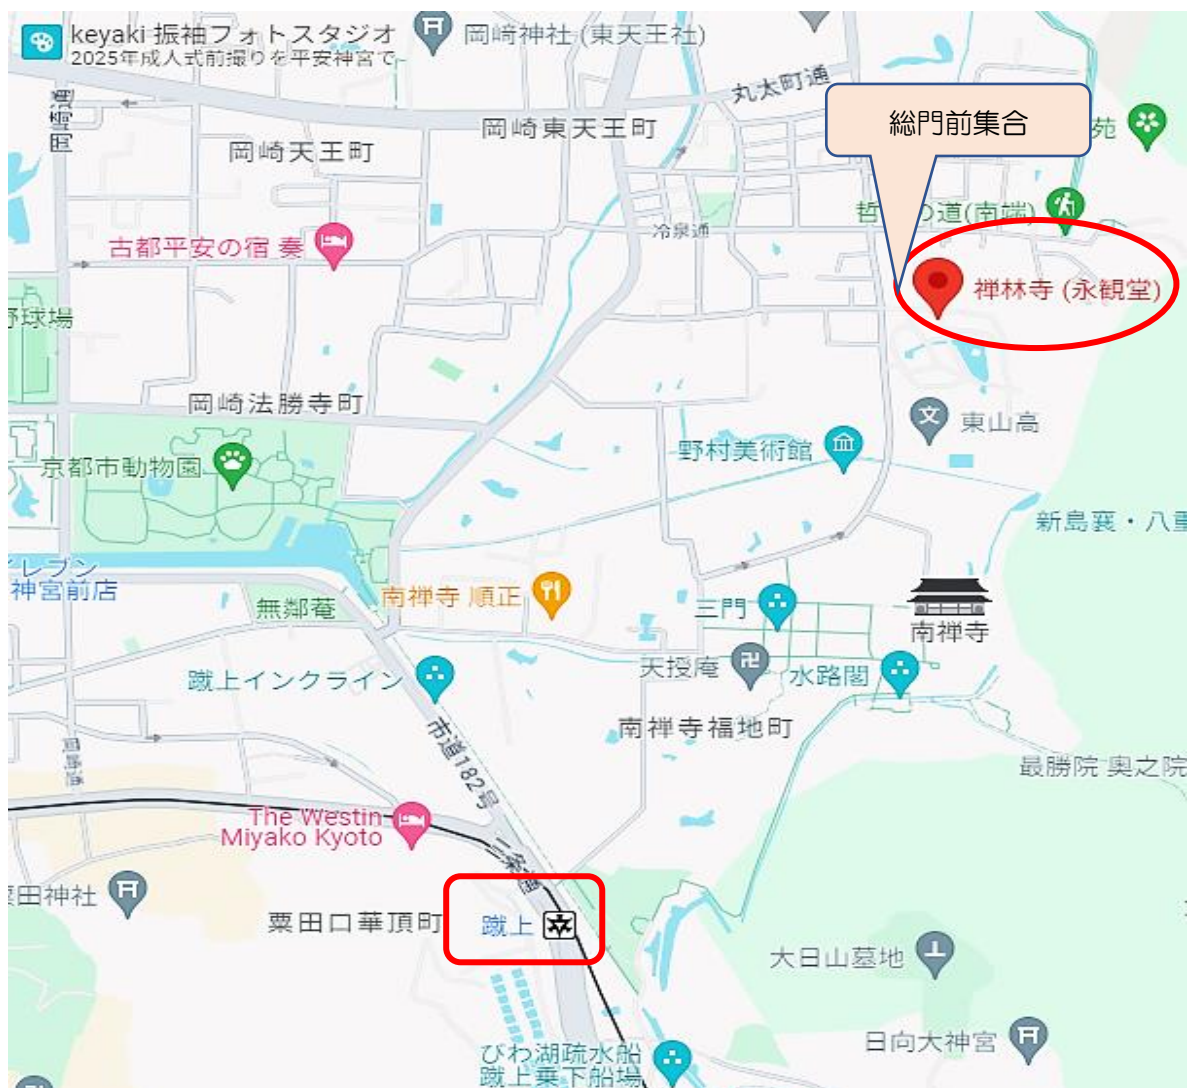 keyaki 振袖フォトスタジオ
2025年成人式前撮りを平安神宮で
岡﨑神社 (東天王社)
丸太町通
岡崎通
総門前集合
苑
岡崎東天王町
岡崎天王町
哲
の道(南端)
冷泉通
古都平安の宿 奏
禅林寺 (永観堂)
野球場
岡崎法勝寺町
東山高
野村美術館
京都市動物園
新島襄・八重
イレブン
神宮前店
南禅寺 順正
無鄰菴
三門
南禅寺
天授庵
水路閣
蹴上インクライン
南禅寺福地町
市道182号
最勝院 奥之院
The Westin
Miyako Kyoto
三条通
粟田神社
粟田口華頂町
蹴上
大日山墓地
日向大神宮
びわ湖疏水船
蹴上乗下船場